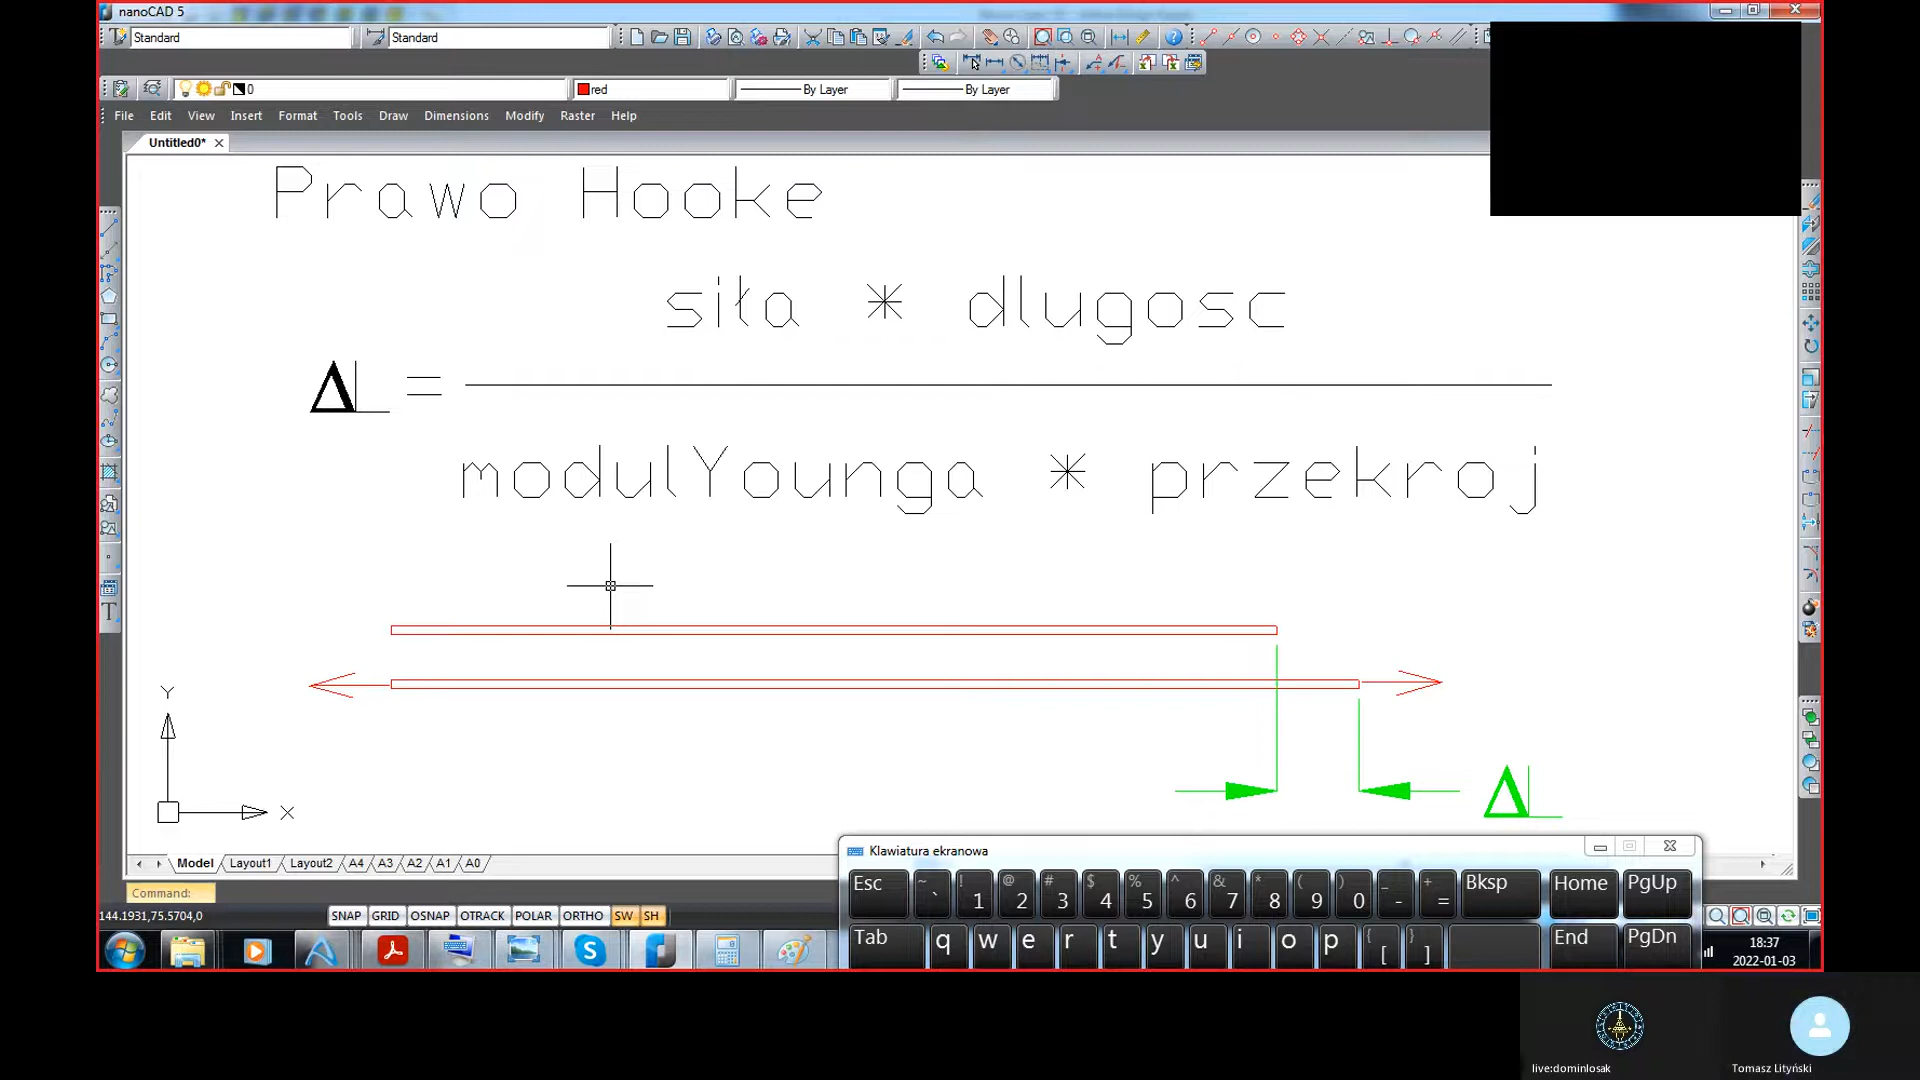 nanoCAD 5
Standard
Standard
0
red
By Layer
By Layer
File Edit View Insert Format Tools Draw Dimensions Modify Raster Help
Untitled0*
Prawo Hooke
siła * dlugosc
ΔL =
modulYounga * przekroj
Y
X
ΔL
Model Layout1 Layout2 A4 A3 A2 A1 A0
Command:
144.1931,75.5704,0
SNAP GRID OSNAP OTRACK POLAR ORTHO SW SH
Klawiatura ekranowa
Esc ~ ` ! 1 @ 2 # 3 $ 4 % 5 ^ 6 & 7 * 8 ( 9 ) 0 _ - + = Bksp Home PgUp
Tab q w e r t y u i o p { [ } ] End PgDn
18:37
2022-01-03
live:dominlosak
Tomasz Lityński